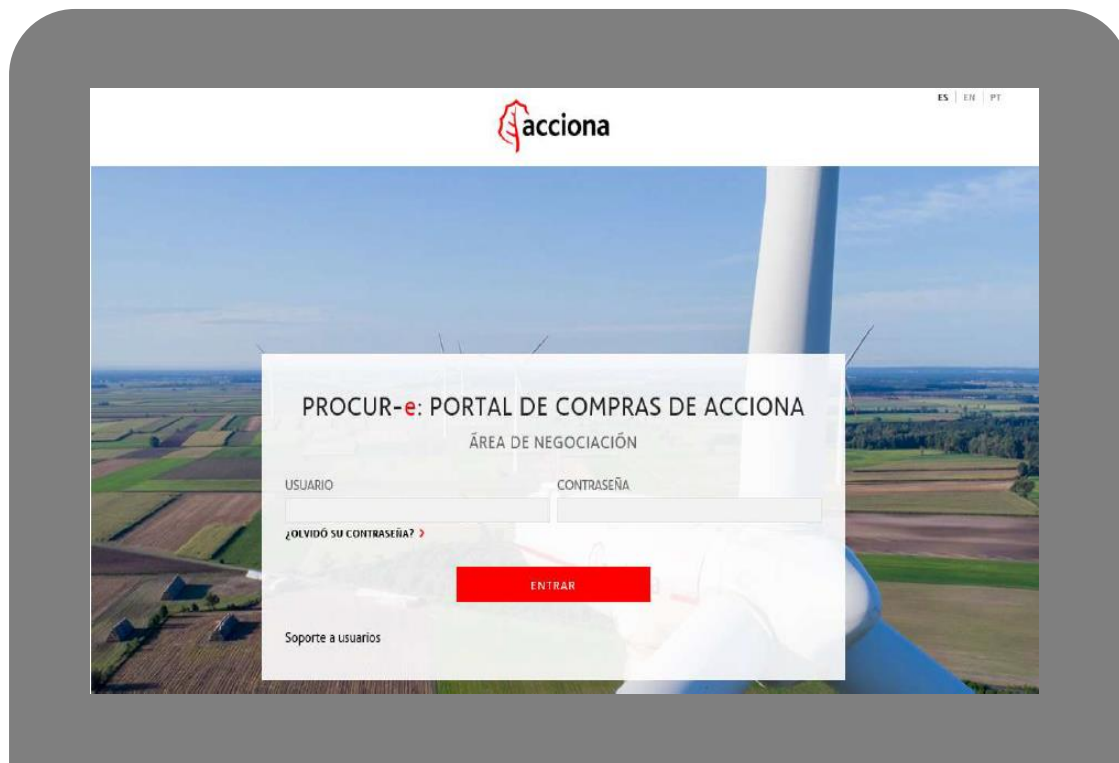 ES | EN | PT
acciona
PROCUR-e: PORTAL DE COMPRAS DE ACCIONA
ÁREA DE NEGOCIACIÓN
USUARIO
CONTRASEÑA
¿OLVIDÓ SU CONTRASEÑA? >
ENTRAR
Soporte a usuarios